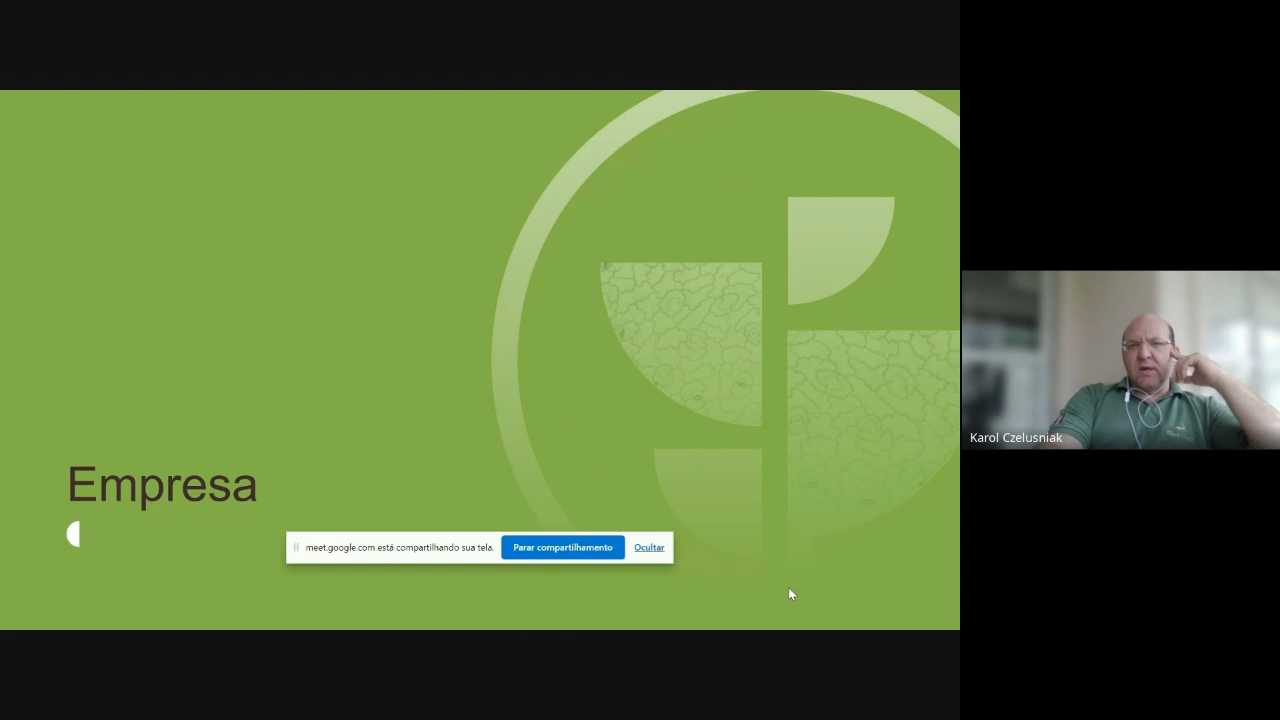 Empresa
meet.google.com está compartilhando sua tela. Parar compartilhamento Ocultar
Karol Czelusniak